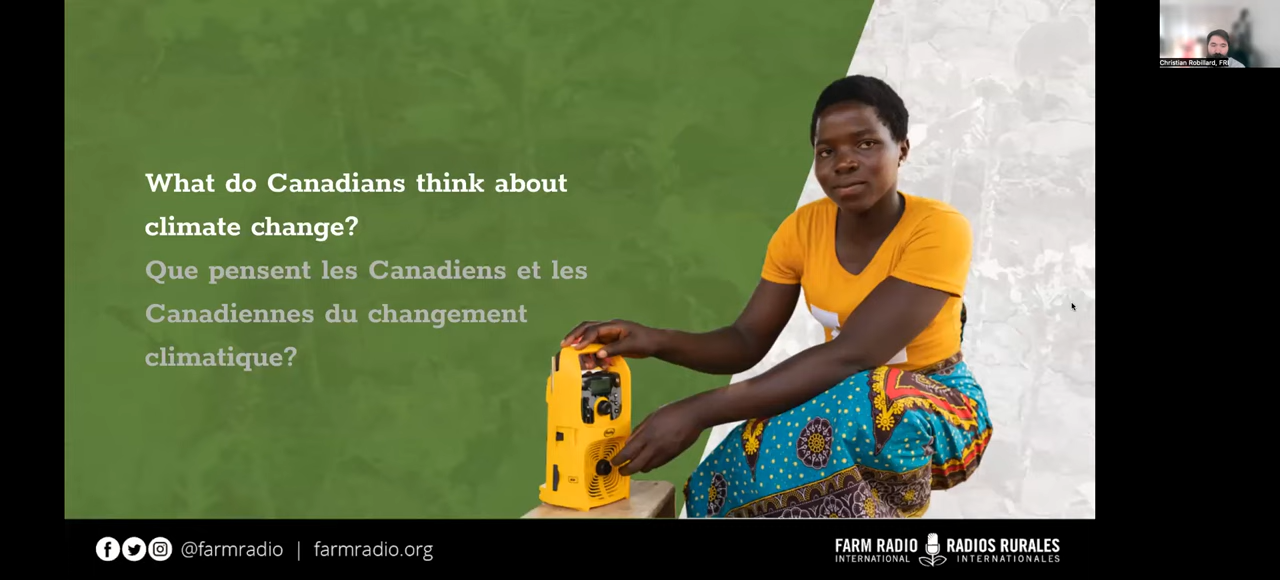 What do Canadians think about
climate change?
Que pensent les Canadiens et les
Canadiennes du changement
climatique?
@farmradio | farmradio.org
FARM RADIO RADIOS RURALES
INTERNATIONAL INTERNATIONALES
Christian Robillard, FRI